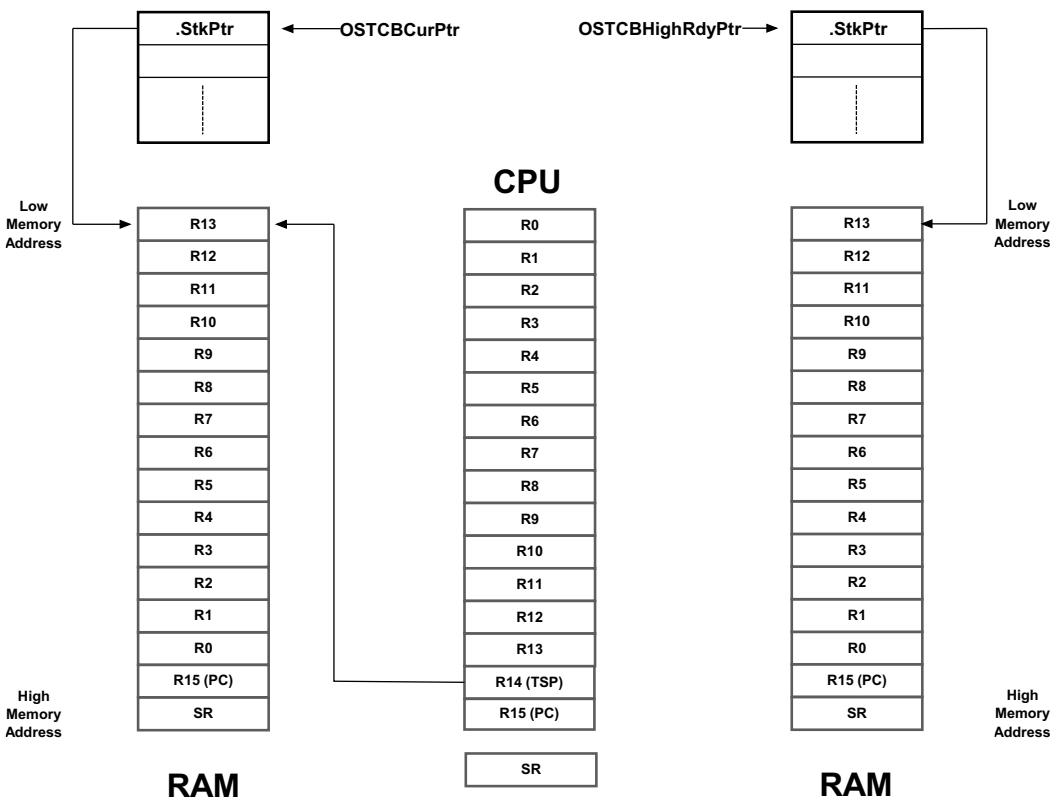 .StkPtr
OSTCBCurPtr
OSTCBHighRdyPtr
.StkPtr
CPU
Low
Memory
Address
R13
R12
R11
R10
R9
R8
R7
R6
R5
R4
R3
R2
R1
R0
R15 (PC)
SR
High
Memory
Address
RAM
R0
R1
R2
R3
R4
R5
R6
R7
R8
R9
R10
R11
R12
R13
R14 (TSP)
R15 (PC)
SR
Low
Memory
Address
R13
R12
R11
R10
R9
R8
R7
R6
R5
R4
R3
R2
R1
R0
R15 (PC)
SR
High
Memory
Address
RAM